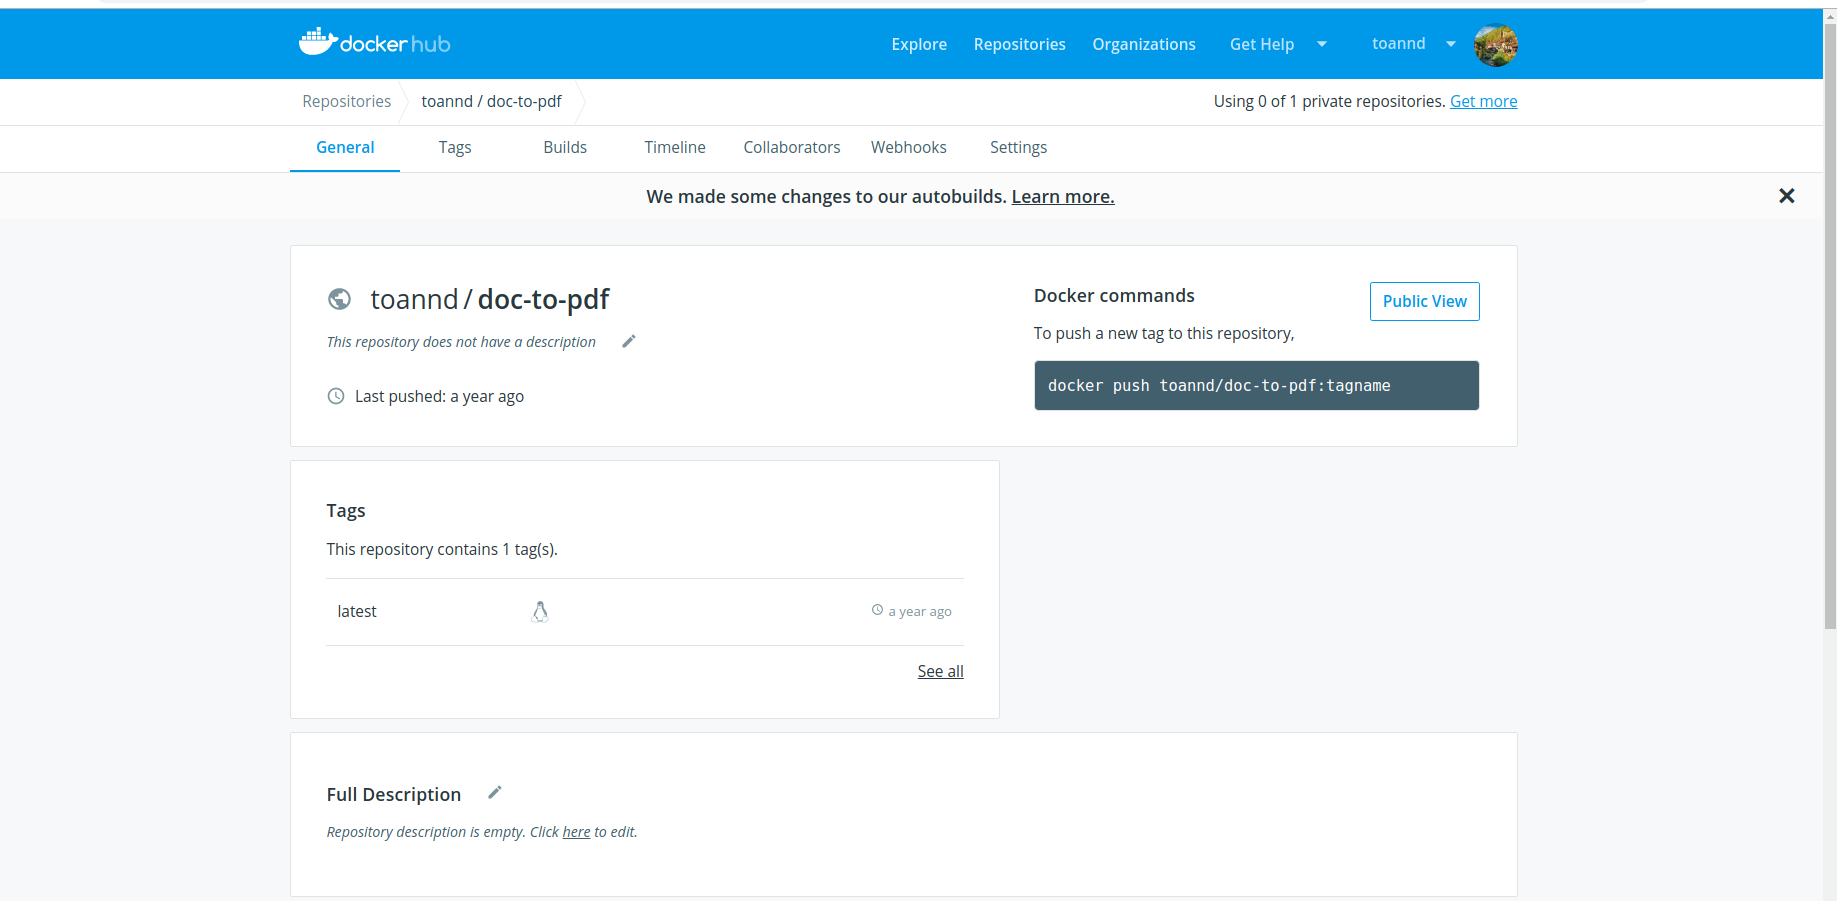 docker hub
Explore Repositories Organizations Get Help toannd
Repositories toannd / doc-to-pdf Using 0 of 1 private repositories. Get more
General Tags Builds Timeline Collaborators Webhooks Settings
We made some changes to our autobuilds. Learn more.
toannd / doc-to-pdf
This repository does not have a description
Last pushed: a year ago
Docker commands
Public View
To push a new tag to this repository,
docker push toannd/doc-to-pdf:tagname
Tags
This repository contains 1 tag(s).
latest a year ago
See all
Full Description
Repository description is empty. Click here to edit.